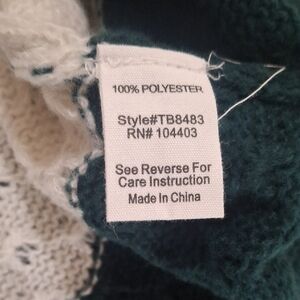 100% POLYESTER
Style#TB8483
RN# 104403
See Reverse For
Care Instruction
Made In China